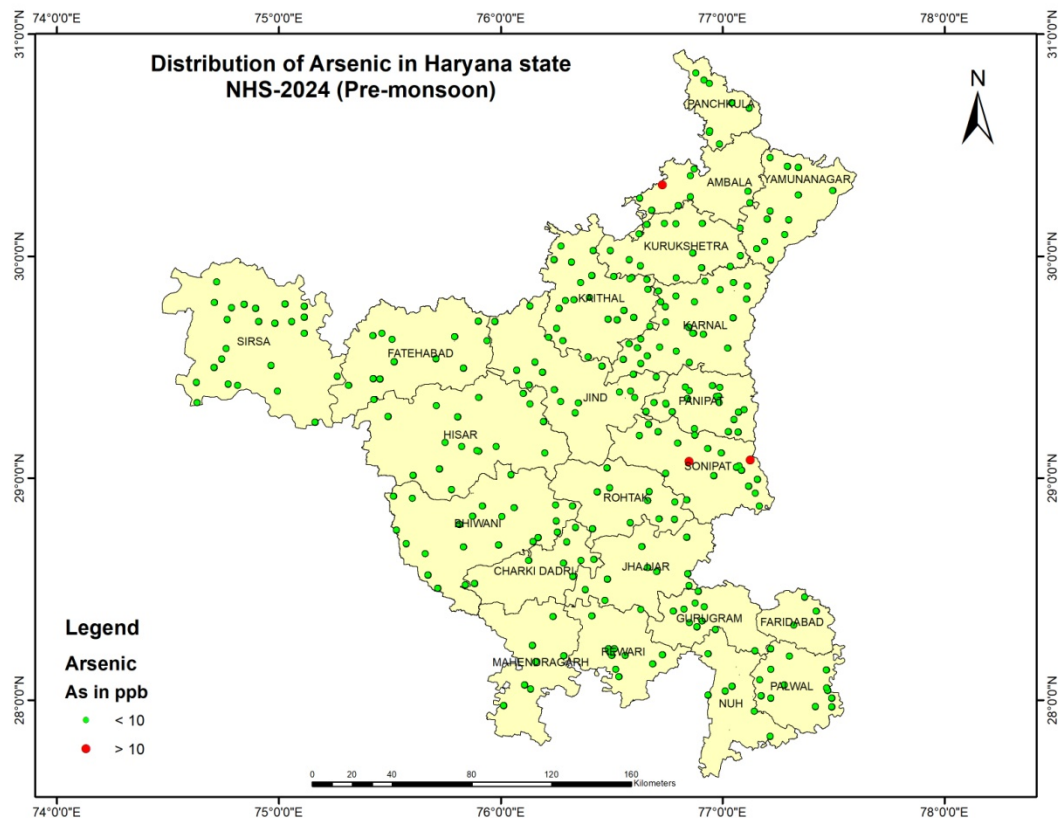 74°0'0"E 75°0'0"E 76°0'0"E 77°0'0"E 78°0'0"E
31°0'0"N 31°0'0"N
Distribution of Arsenic in Haryana state
NHS-2024 (Pre-monsoon)
N
PANCHKULA
AMBALA
YAMUNANAGAR
KURUKSHETRA
30°0'0"N 30°0'0"N
KAITHAL
KARNAL
SIRSA
FATEHABAD
JIND
PANIPAT
HISAR
SONIPAT
29°0'0"N 29°0'0"N
ROHTAK
BHIWANI
CHARKI DADRI
JHAJJAR
GURUGRAM
FARIDABAD
MAHENDRAGARH
REWARI
PALWAL
NUH
28°0'0"N 28°0'0"N
Legend
Arsenic
As in ppb
< 10
> 10
0 20 40 80 120 160
Kilometers
74°0'0"E 75°0'0"E 76°0'0"E 77°0'0"E 78°0'0"E